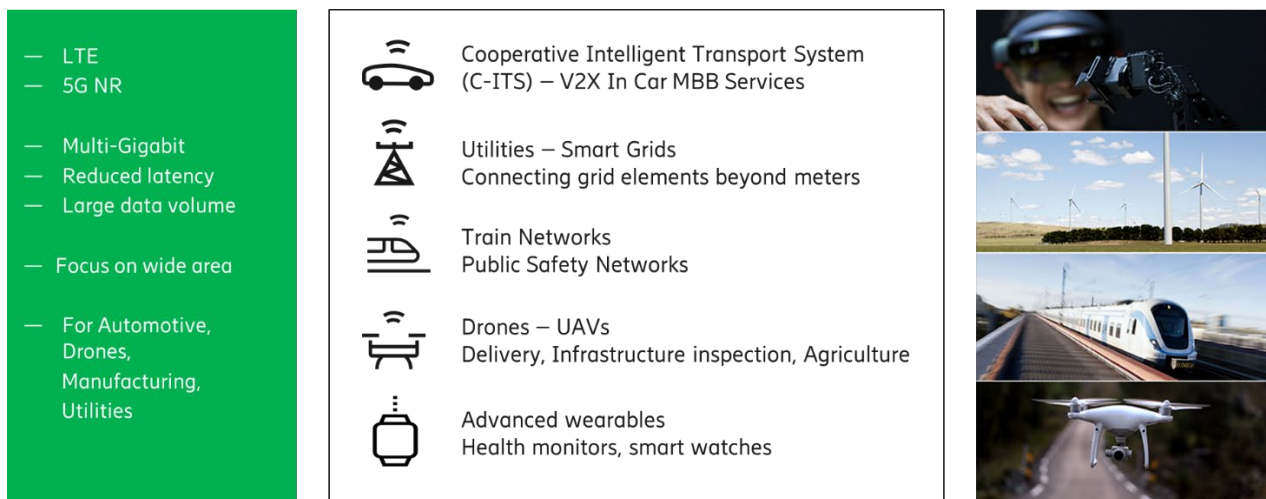 — LTE
— 5G NR
— Multi-Gigabit
— Reduced latency
— Large data volume
— Focus on wide area
— For Automotive,
Drones,
Manufacturing,
Utilities
Cooperative Intelligent Transport System
(C-ITS) – V2X In Car MBB Services
Utilities – Smart Grids
Connecting grid elements beyond meters
Train Networks
Public Safety Networks
Drones – UAVs
Delivery, Infrastructure inspection, Agriculture
Advanced wearables
Health monitors, smart watches